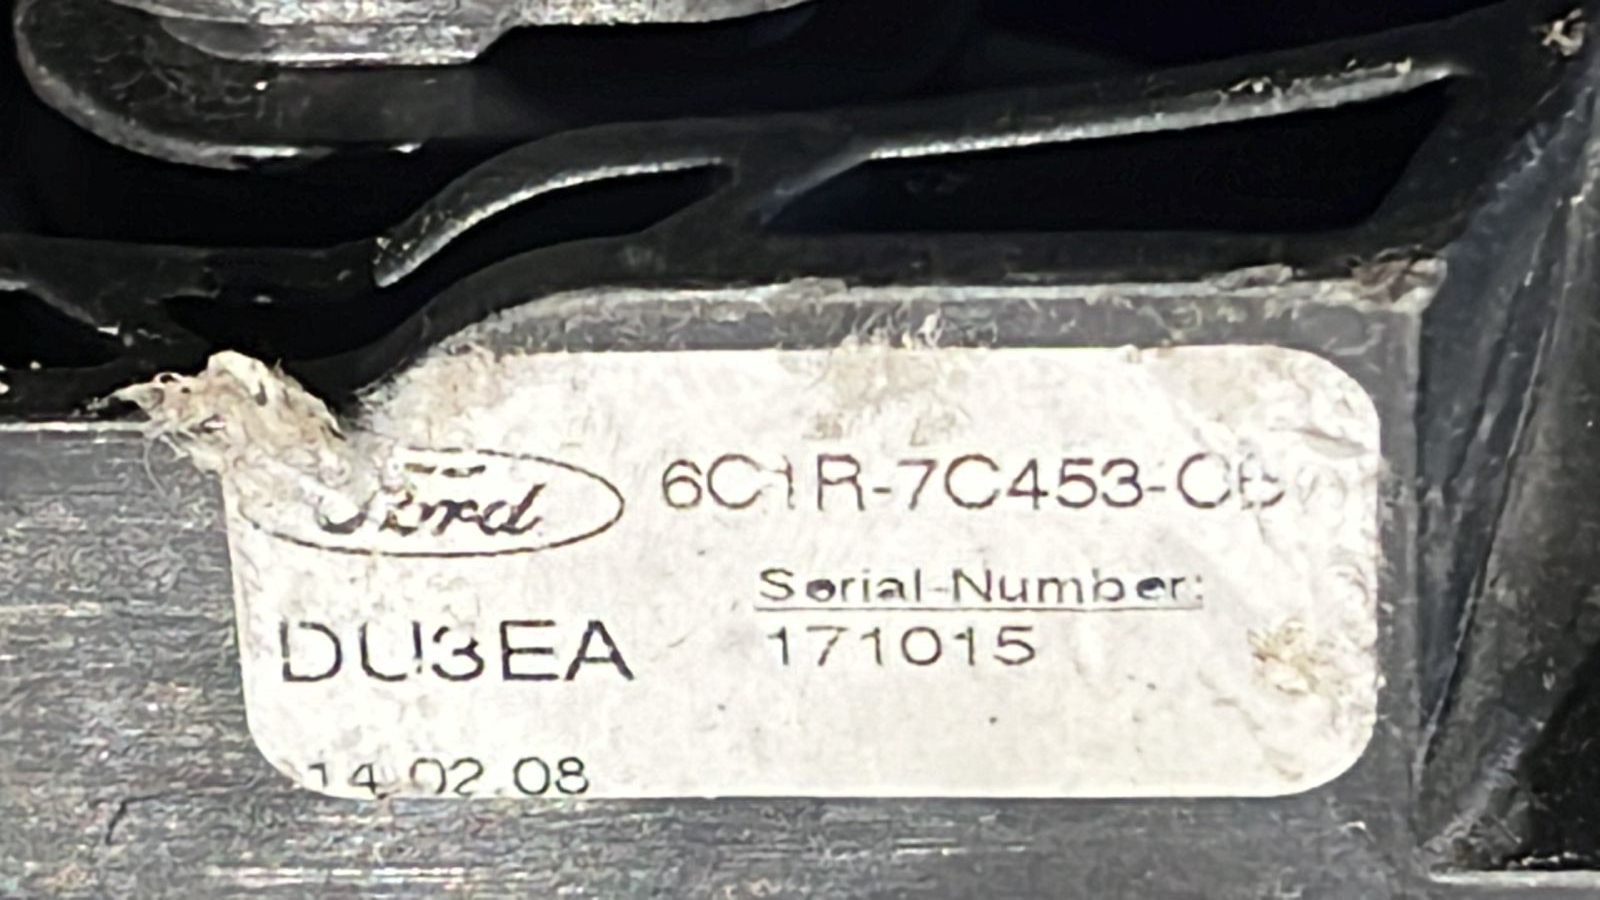 Ford 6C1R-7C453-CB
Serial-Number:
DU3EA 171015
14.02.08